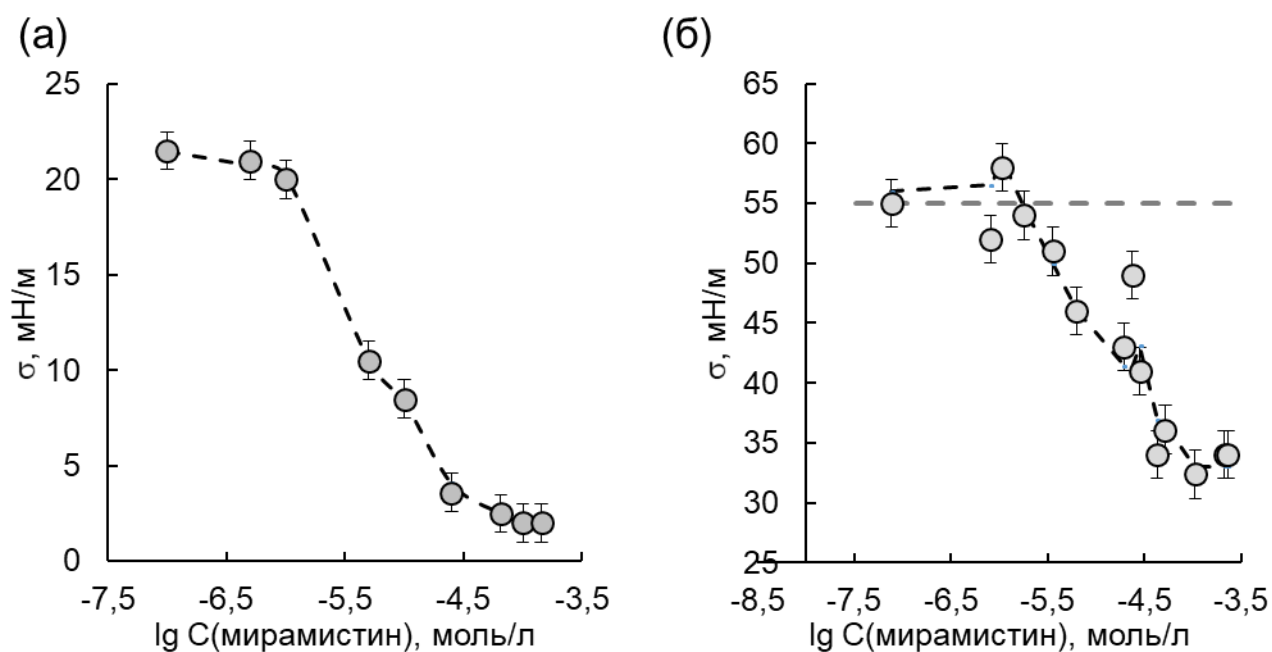 (а)
25
20
15
10
5
0
σ, мН/м
-7,5 -6,5 -5,5 -4,5 -3,5
lg C(мирамистин), моль/л
(б)
65
60
55
50
45
40
35
30
25
σ, мН/м
-8,5 -7,5 -6,5 -5,5 -4,5 -3,5
lg C(мирамистин), моль/л